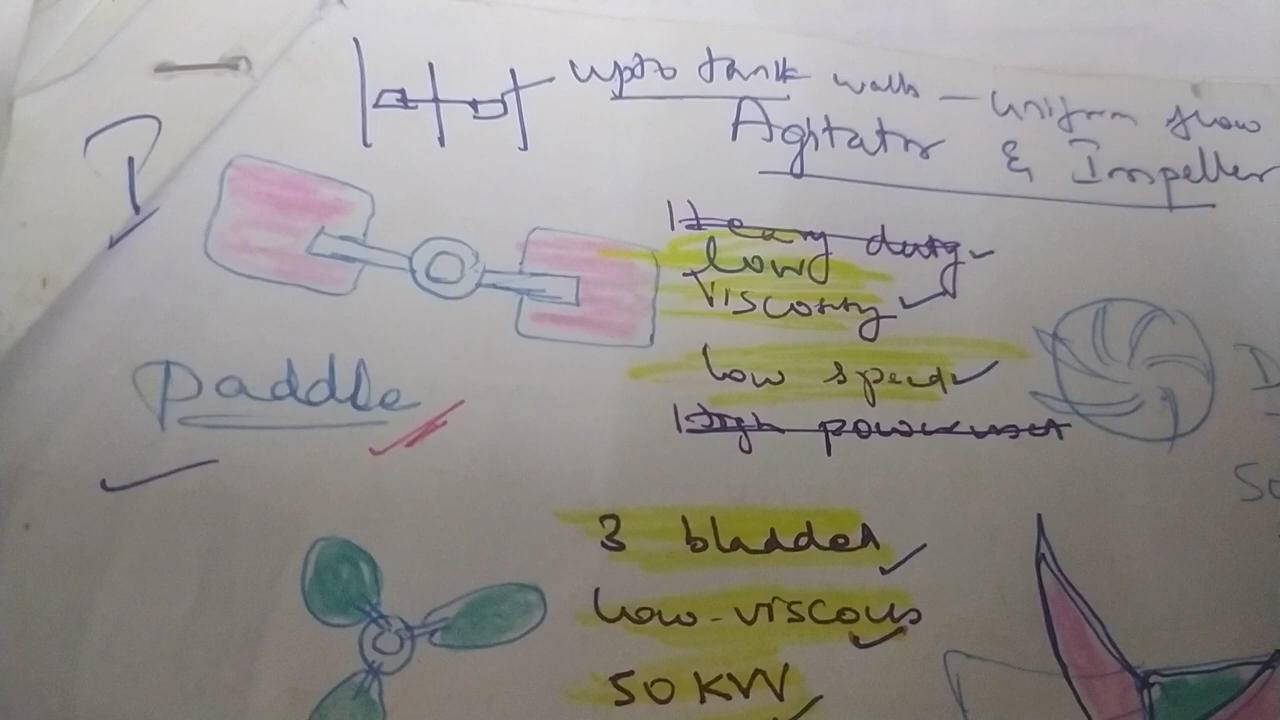 upto tank walls - uniform flow
Agitator & Impeller
Heavy duty
low
viscosity
low speed
High power
Paddle
D
50
3 bladded
low-viscous
50 KW